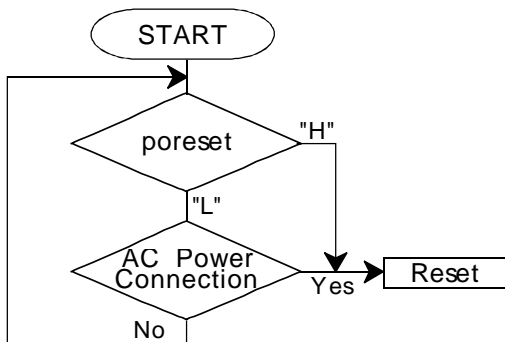 START
poreset
"H"
"L"
AC Power
Connection
Yes
Reset
No